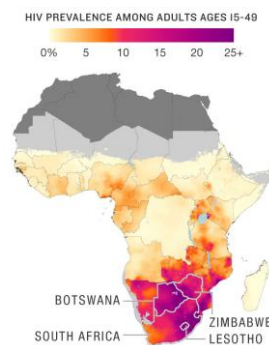 HIV PREVALENCE AMONG ADULTS AGES 15-49
0% 5 10 15 20 25+
BOTSWANA
ZIMBABWE
SOUTH AFRICA
LESOTHO